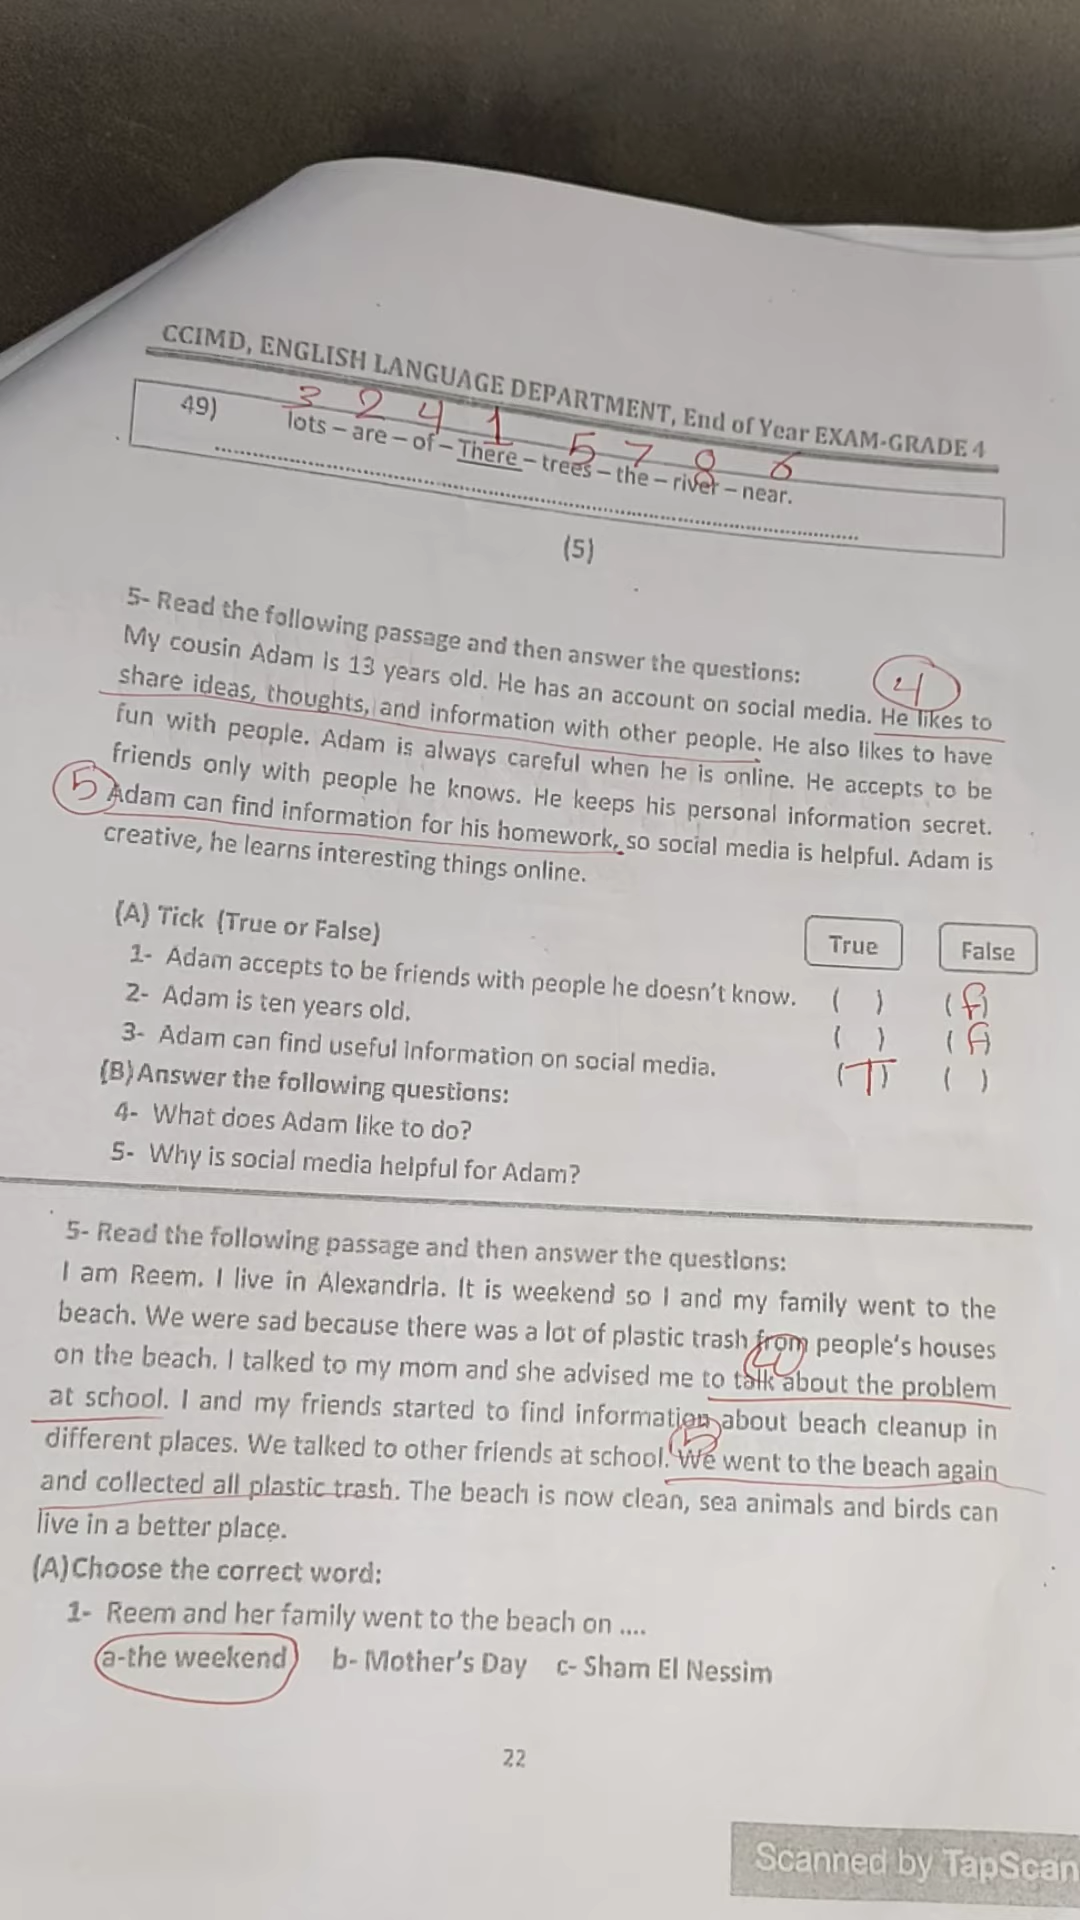 CCIMD, ENGLISH LANGUAGE DEPARTMENT, End of Year EXAM-GRADE 4
3 2 4 1 5 7 8 6
49) lots – are – of – There – trees – the – river – near.
(5)
5- Read the following passage and then answer the questions:
4
My cousin Adam is 13 years old. He has an account on social media. He likes to
share ideas, thoughts, and information with other people. He also likes to have
fun with people. Adam is always careful when he is online. He accepts to be
friends only with people he knows. He keeps his personal information secret.
5 Adam can find information for his homework, so social media is helpful. Adam is
creative, he learns interesting things online.
(A) Tick (True or False) True False
1- Adam accepts to be friends with people he doesn't know. ( ) (F)
2- Adam is ten years old. ( ) (F)
3- Adam can find useful information on social media. (T) ( )
(B) Answer the following questions:
4- What does Adam like to do?
5- Why is social media helpful for Adam?
5- Read the following passage and then answer the questions:
I am Reem. I live in Alexandria. It is weekend so I and my family went to the
beach. We were sad because there was a lot of plastic trash from people's houses
4
on the beach. I talked to my mom and she advised me to talk about the problem
at school. I and my friends started to find information about beach cleanup in
5
different places. We talked to other friends at school. We went to the beach again
and collected all plastic trash. The beach is now clean, sea animals and birds can
live in a better place.
(A)Choose the correct word:
1- Reem and her family went to the beach on ....
a-the weekend b- Mother's Day c- Sham El Nessim
22
Scanned by TapScan